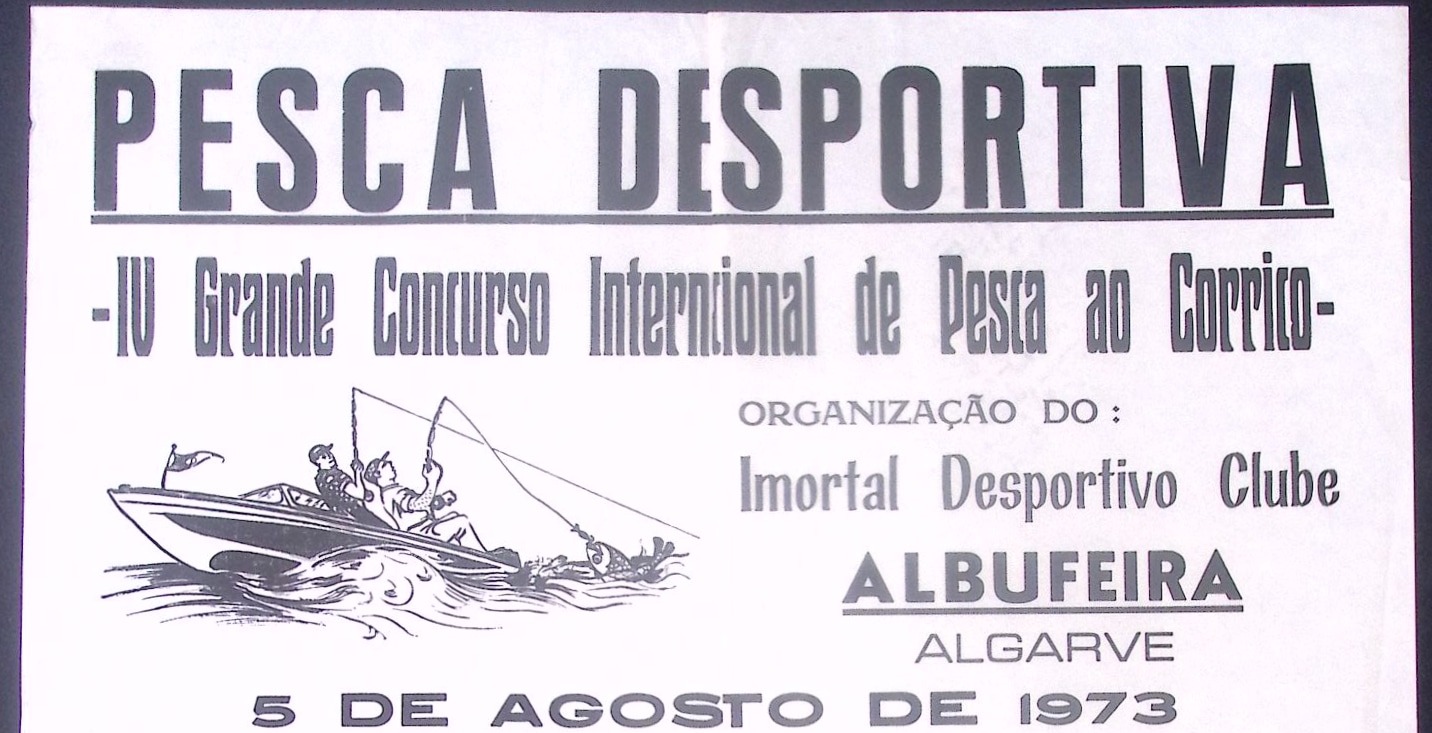 PESCA DESPORTIVA
-IV Grande Concurso Interncional de Pesca ao Corrico-
ORGANIZAÇÃO DO :
Imortal Desportivo Clube
ALBUFEIRA
ALGARVE
5 DE AGOSTO DE 1973